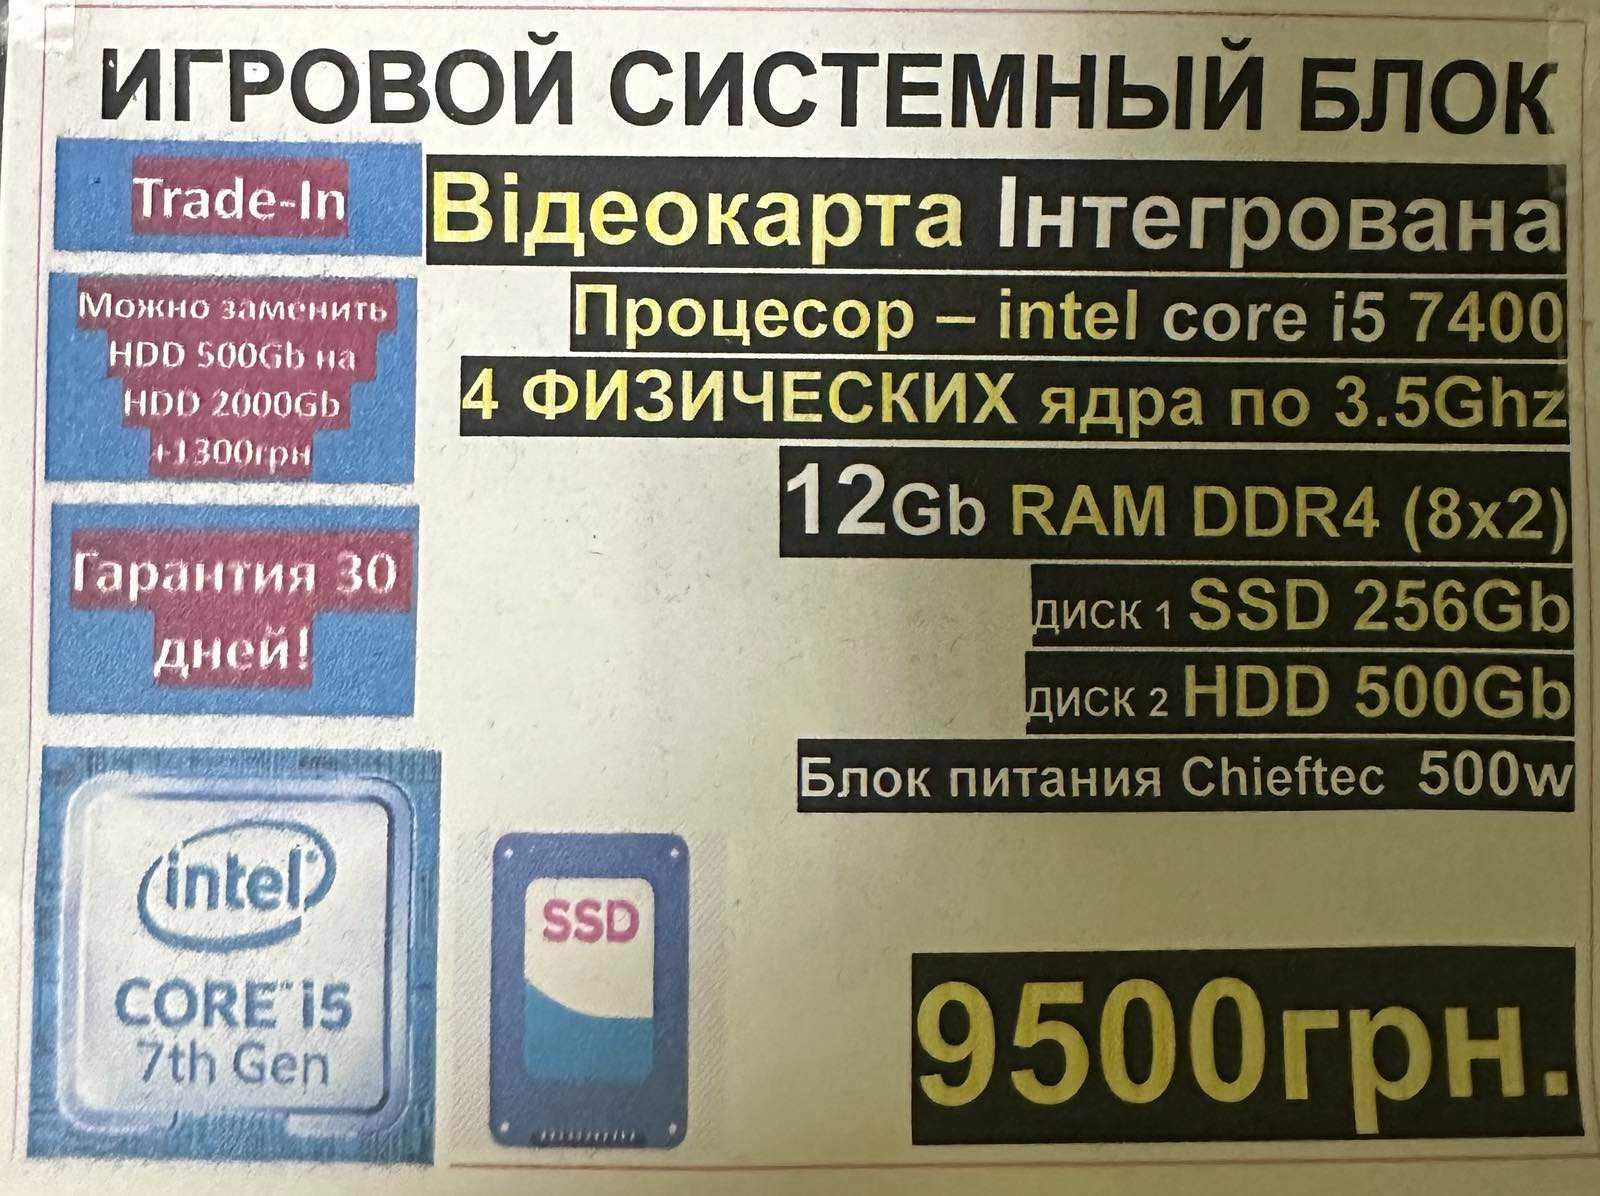 ИГРОВОЙ СИСТЕМНЫЙ БЛОК
Trade-In
Відеокарта Інтегрована
Можно заменить
HDD 500Gb на
HDD 2000Gb
+1300грн
Процесор – intel core i5 7400
4 ФИЗИЧЕСКИХ ядра по 3.5Ghz
12Gb RAM DDR4 (8x2)
Гарантия 30
дней!
диск 1 SSD 256Gb
диск 2 HDD 500Gb
Блок питания Chieftec 500w
intel®
CORE™ i5
7th Gen
SSD
9500грн.